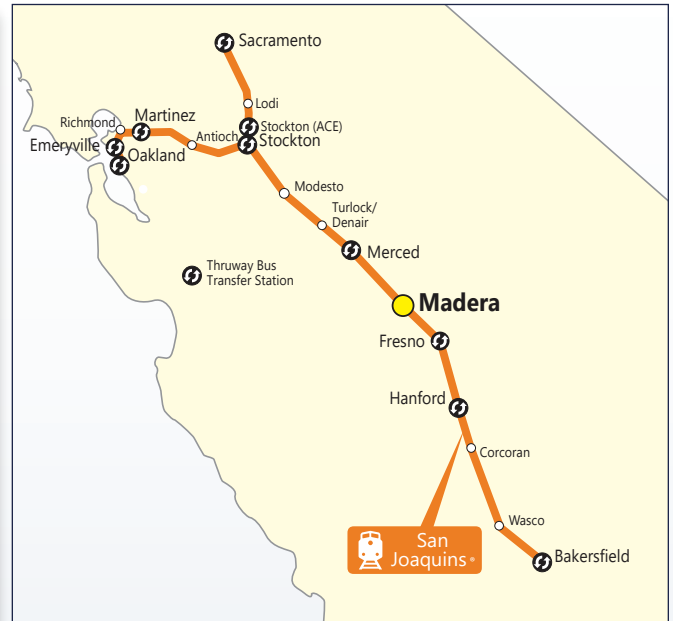 Sacramento
Lodi
Stockton (ACE)
Stockton
Richmond
Martinez
Antioch
Emeryville
Oakland
Modesto
Turlock/
Denair
Merced
Thruway Bus
Transfer Station
Madera
Fresno
Hanford
Corcoran
Wasco
San
Joaquins
Bakersfield